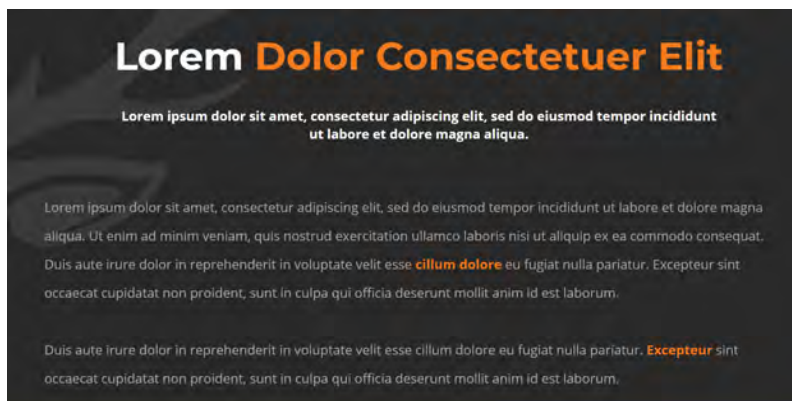 Lorem Dolor Consectetuer Elit
Lorem ipsum dolor sit amet, consectetur adipiscing elit, sed do eiusmod tempor incididunt
ut labore et dolore magna aliqua.
Lorem ipsum dolor sit amet, consectetur adipiscing elit, sed do eiusmod tempor incididunt ut labore et dolore magna
aliqua. Ut enim ad minim veniam, quis nostrud exercitation ullamco laboris nisi ut aliquip ex ea commodo consequat.
Duis aute irure dolor in reprehenderit in voluptate velit esse cillum dolore eu fugiat nulla pariatur. Excepteur sint
occaecat cupidatat non proident, sunt in culpa qui officia deserunt mollit anim id est laborum.
Duis aute irure dolor in reprehenderit in voluptate velit esse cillum dolore eu fugiat nulla pariatur. Excepteur sint
occaecat cupidatat non proident, sunt in culpa qui officia deserunt mollit anim id est laborum.